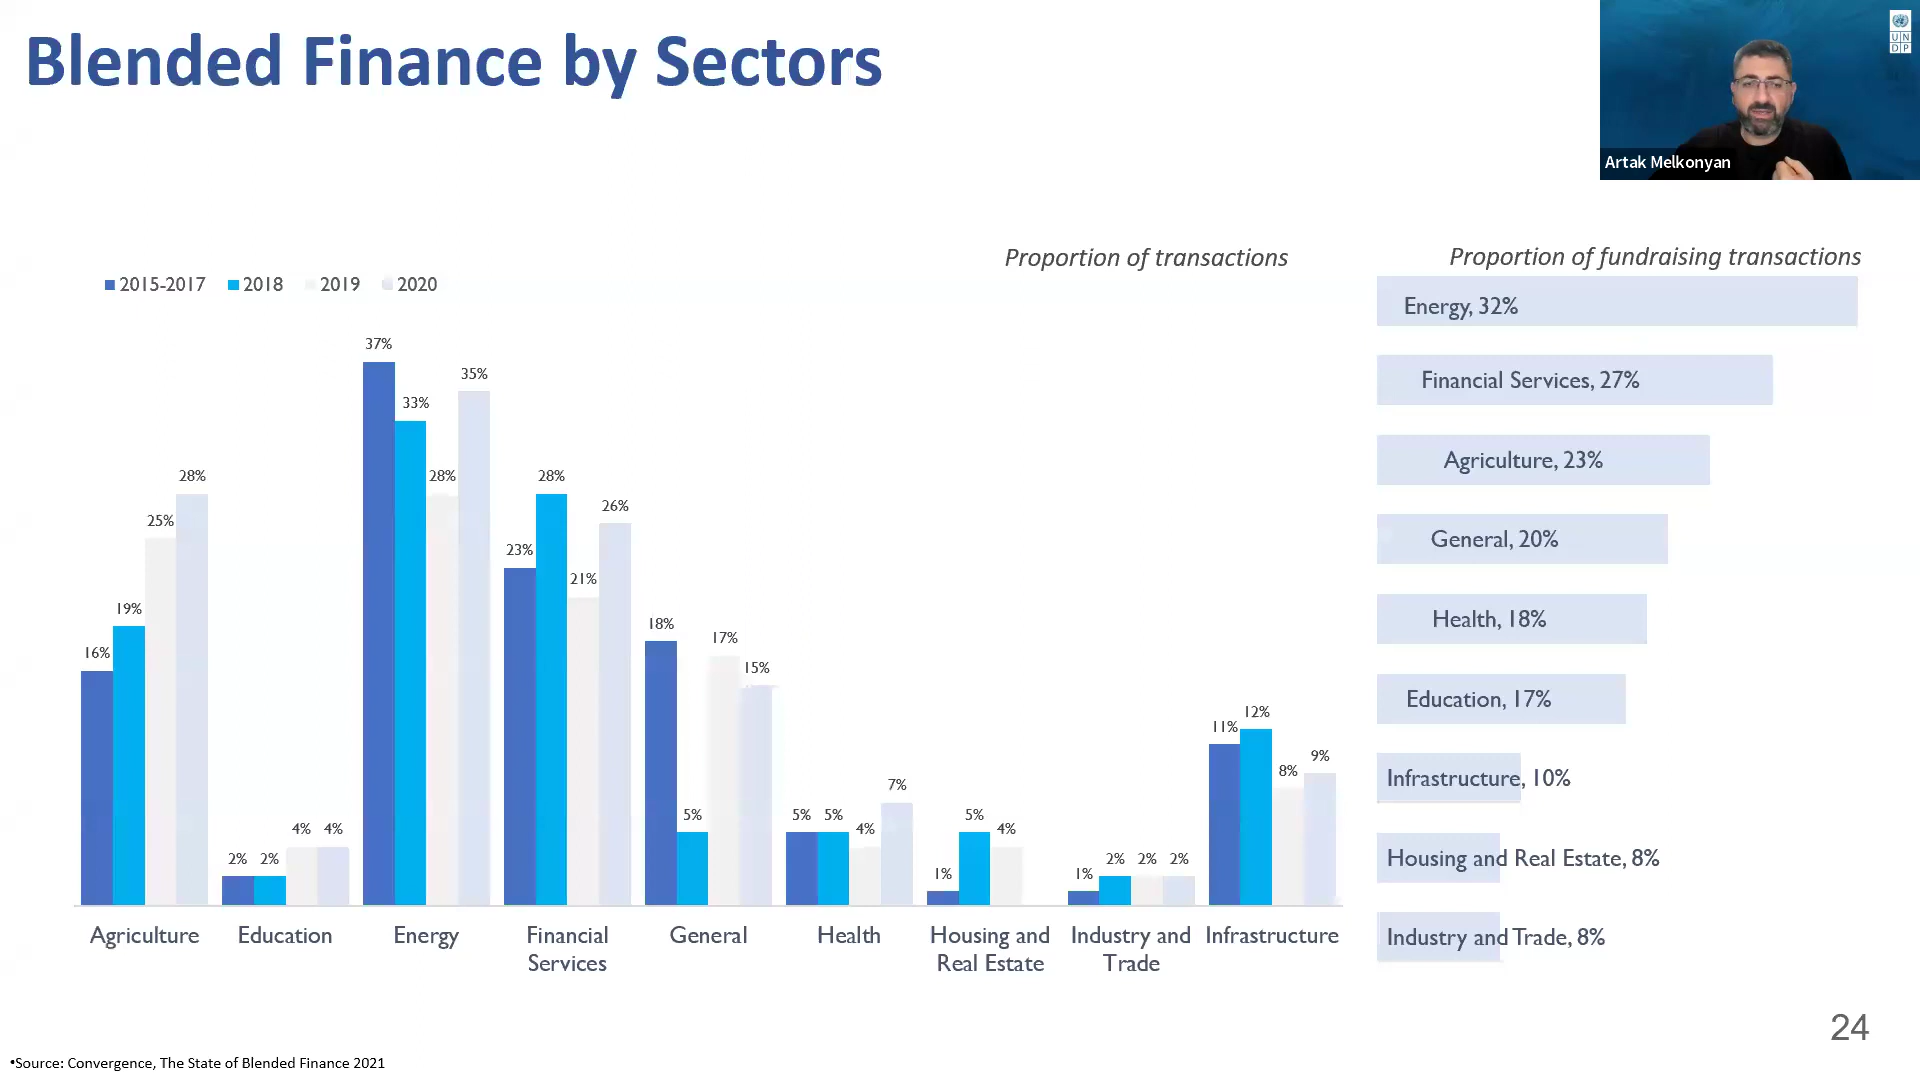 Blended Finance by Sectors
UN
DP
Artak Melkonyan
Proportion of transactions
Proportion of fundraising transactions
2015-2017 2018 2019 2020
37%
35%
33%
28%
28%
28%
26%
25%
23%
21%
19%
18%
17%
16%
15%
12%
11%
9%
8%
7%
5%
5% 5%
5%
4% 4%
4%
4%
2% 2%
2% 2% 2%
1%
1%
Agriculture
Education
Energy
Financial
Services
General
Health
Housing and
Real Estate
Industry and
Trade
Infrastructure
Energy, 32%
Financial Services, 27%
Agriculture, 23%
General, 20%
Health, 18%
Education, 17%
Infrastructure, 10%
Housing and Real Estate, 8%
Industry and Trade, 8%
24
•Source: Convergence, The State of Blended Finance 2021